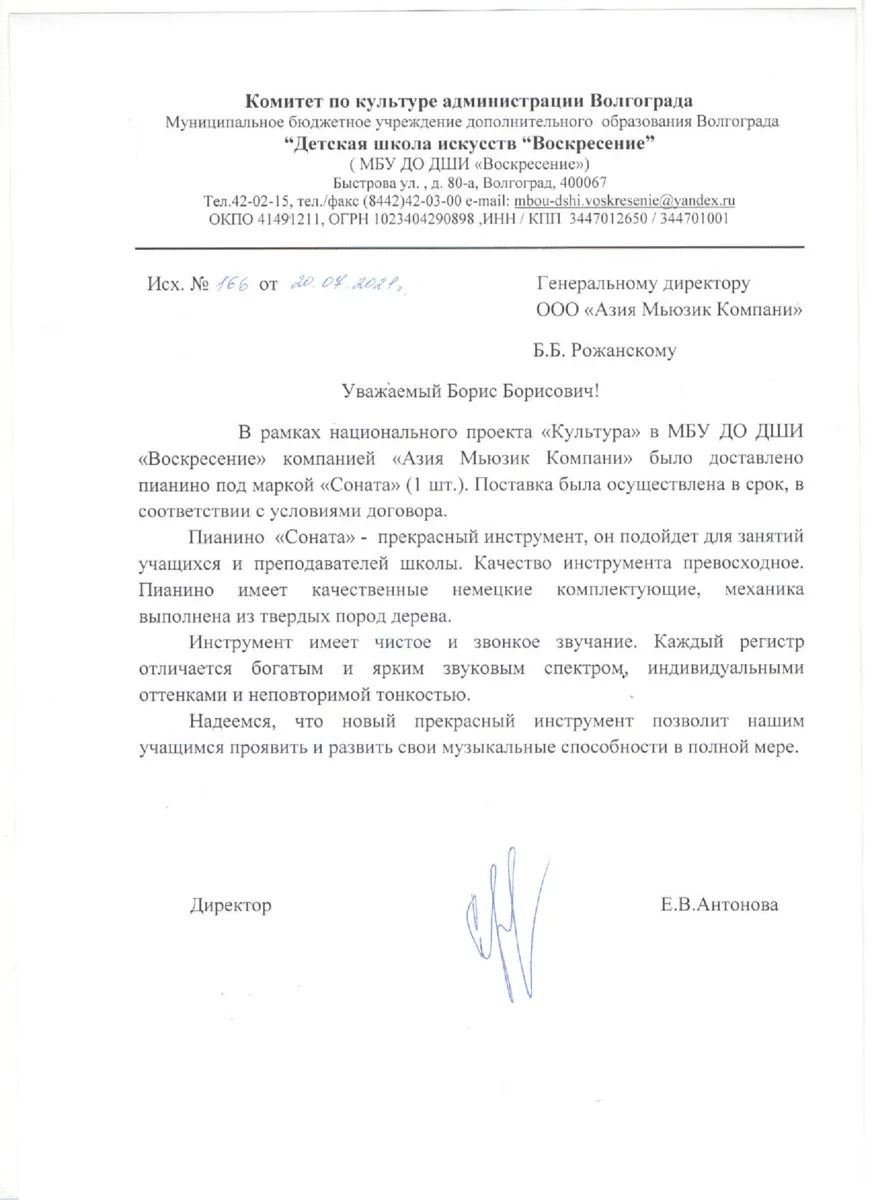 Комитет по культуре администрации Волгограда
Муниципальное бюджетное учреждение дополнительного образования Волгограда
“Детская школа искусств “Воскресение”
( МБУ ДО ДШИ «Воскресение»)
Быстрова ул. , д. 80-а, Волгоград, 400067
Тел.42-02-15, тел./факс (8442)42-03-00 e-mail: mbou-dshi.voskresenie@yandex.ru
ОКПО 41491211, ОГРН 1023404290898 ,ИНН / КПП 3447012650 / 344701001
Исх. № 166 от 20.04.2021г.
Генеральному директору
ООО «Азия Мьюзик Компани»
Б.Б. Рожанскому
Уважаемый Борис Борисович!
В рамках национального проекта «Культура» в МБУ ДО ДШИ
«Воскресение» компанией «Азия Мьюзик Компани» было доставлено
пианино под маркой «Соната» (1 шт.). Поставка была осуществлена в срок, в
соответствии с условиями договора.
Пианино «Соната» - прекрасный инструмент, он подойдет для занятий
учащихся и преподавателей школы. Качество инструмента превосходное.
Пианино имеет качественные немецкие комплектующие, механика
выполнена из твердых пород дерева.
Инструмент имеет чистое и звонкое звучание. Каждый регистр
отличается богатым и ярким звуковым спектром, индивидуальными
оттенками и неповторимой тонкостью.
Надеемся, что новый прекрасный инструмент позволит нашим
учащимся проявить и развить свои музыкальные способности в полной мере.
Директор
Е.В.Антонова